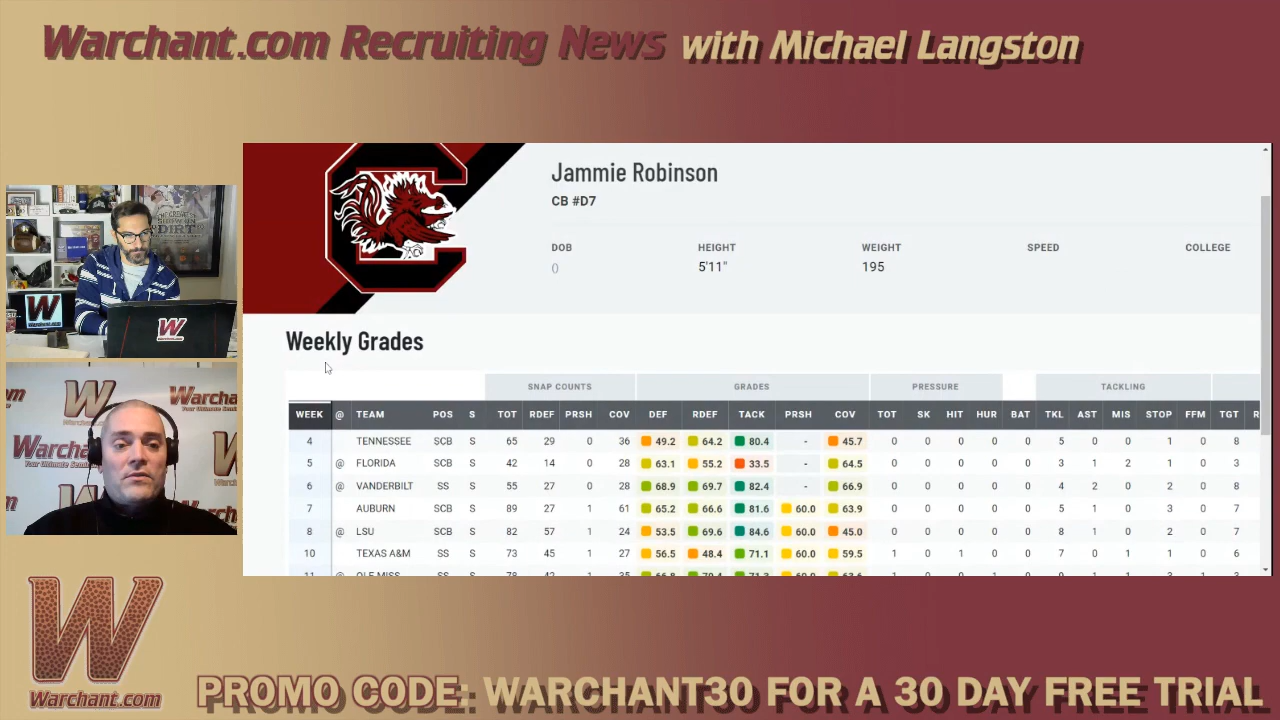 Warchant.com Recruiting News with Michael Langston
Jammie Robinson
CB #D7
DOB HEIGHT WEIGHT SPEED COLLEGE
() 5'11" 195
Weekly Grades
SNAP COUNTS GRADES PRESSURE TACKLING
WEEK @ TEAM POS S TOT RDEF PRSH COV DEF RDEF TACK PRSH COV TOT SK HIT HUR BAT TKL AST MIS STOP FFM TGT R
4 TENNESSEE SCB S 65 29 0 36 49.2 64.2 80.4 - 45.7 0 0 0 0 0 5 0 0 1 0 8
5 @ FLORIDA SCB S 42 14 0 28 63.1 55.2 33.5 - 64.5 0 0 0 0 0 3 1 2 1 0 3
6 @ VANDERBILT SS S 55 27 0 28 68.9 69.7 82.4 - 66.9 0 0 0 0 0 4 2 0 2 0 8
7 AUBURN SCB S 89 27 1 61 65.2 66.6 81.6 60.0 63.9 0 0 0 0 0 5 1 0 3 0 7
8 @ LSU SCB S 82 57 1 24 53.5 69.6 84.6 60.0 45.0 0 0 0 0 0 8 1 0 2 0 7
10 TEXAS A&M SS S 73 45 1 27 56.5 48.4 71.1 60.0 59.5 1 0 1 0 0 7 0 1 1 0 6
W
Warchant.com
W
Warchant.com
W
Warchant
Your Ultimate
W
Warchant.com
PROMO CODE: WARCHANT30 FOR A 30 DAY FREE TRIAL